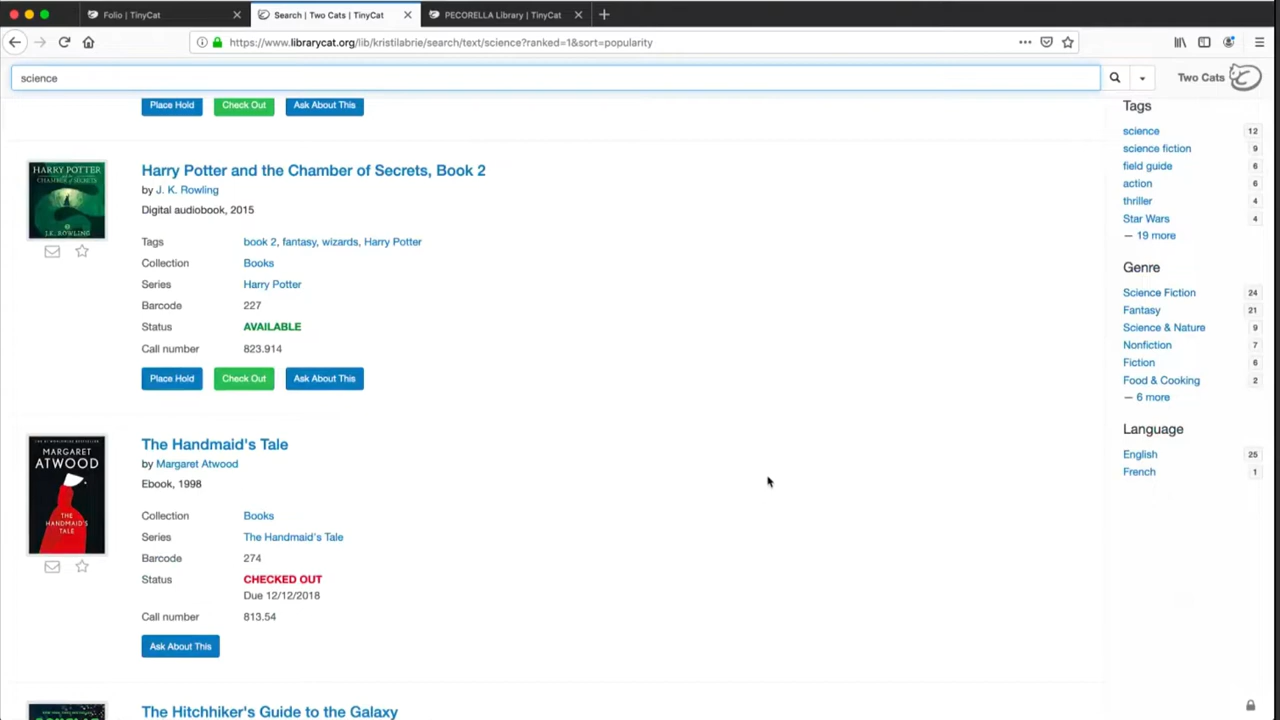 Folio | TinyCat
Search | Two Cats | TinyCat
PECORELLA Library | TinyCat
https://www.librarycat.org/lib/kristilabrie/search/text/science?ranked=1&sort=popularity
science
Two Cats
Place Hold Check Out Ask About This
HARRY POTTER
CHAMBER OF SECRETS
J.K. ROWLING
Harry Potter and the Chamber of Secrets, Book 2
by J. K. Rowling
Digital audiobook, 2015
Tags book 2, fantasy, wizards, Harry Potter
Collection Books
Series Harry Potter
Barcode 227
Status AVAILABLE
Call number 823.914
Place Hold Check Out Ask About This
MARGARET
ATWOOD
THE
HANDMAID'S
TALE
The Handmaid's Tale
by Margaret Atwood
Ebook, 1998
Collection Books
Series The Handmaid's Tale
Barcode 274
Status CHECKED OUT
Due 12/12/2018
Call number 813.54
Ask About This
The Hitchhiker's Guide to the Galaxy
Tags
science 12
science fiction 9
field guide 6
action 6
thriller 4
Star Wars 4
— 19 more
Genre
Science Fiction 24
Fantasy 21
Science & Nature 9
Nonfiction 7
Fiction 6
Food & Cooking 2
— 6 more
Language
English 25
French 1